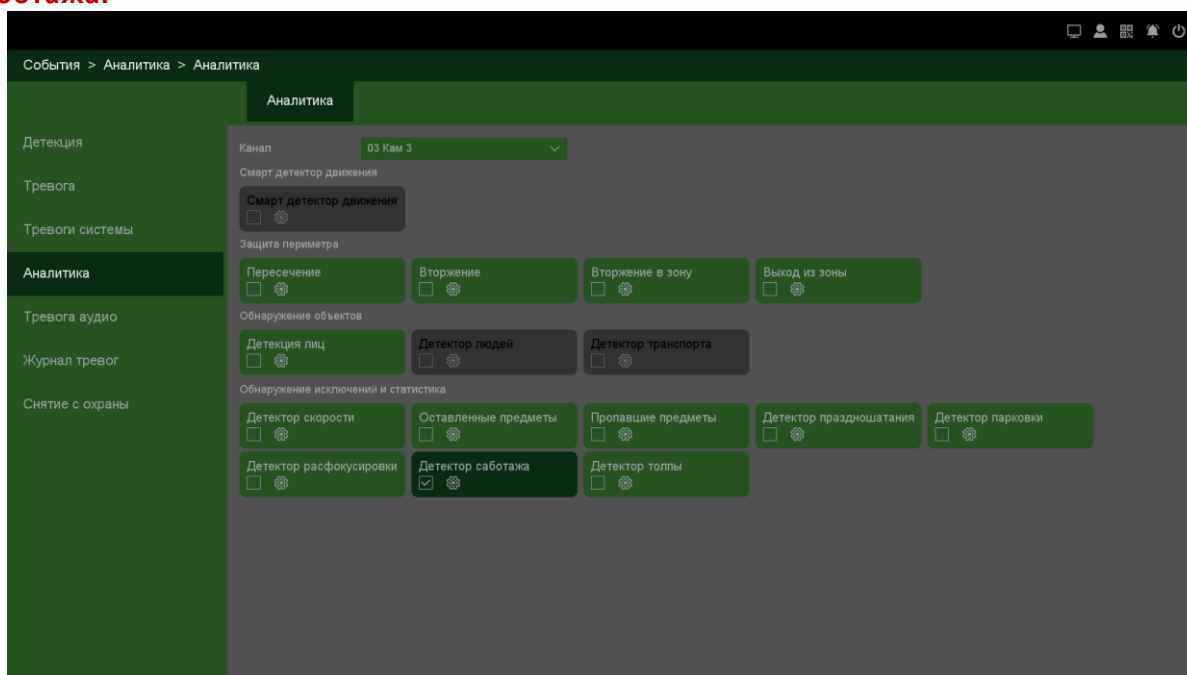 События > Аналитика > Аналитика
Аналитика
Детекция
Тревога
Тревоги системы
Аналитика
Тревога аудио
Журнал тревог
Снятие с охраны
Канал 03 Кам 3
Смарт детектор движения
Смарт детектор движения
Защита периметра
Пересечение Вторжение Вторжение в зону Выход из зоны
Обнаружение объектов
Детекция лиц Детектор людей Детектор транспорта
Обнаружение исключений и статистика
Детектор скорости Оставленные предметы Пропавшие предметы Детектор праздношатания Детектор парковки
Детектор расфокусировки Детектор саботажа Детектор толпы